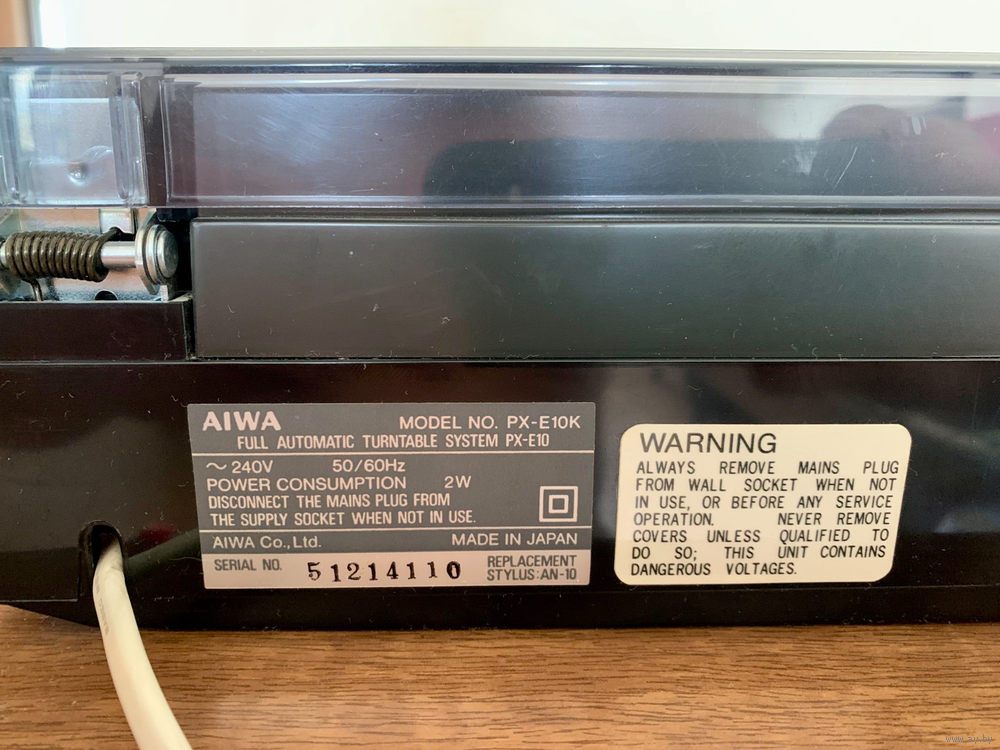 AIWA MODEL NO. PX-E10K
FULL AUTOMATIC TURNTABLE SYSTEM PX-E10
~ 240V 50/60Hz
POWER CONSUMPTION 2W
DISCONNECT THE MAINS PLUG FROM
THE SUPPLY SOCKET WHEN NOT IN USE.
AIWA Co., Ltd. MADE IN JAPAN
SERIAL NO. 51214110 REPLACEMENT
STYLUS:AN-10
WARNING
ALWAYS REMOVE MAINS PLUG
FROM WALL SOCKET WHEN NOT
IN USE, OR BEFORE ANY SERVICE
OPERATION. NEVER REMOVE
COVERS UNLESS QUALIFIED TO
DO SO; THIS UNIT CONTAINS
DANGEROUS VOLTAGES.